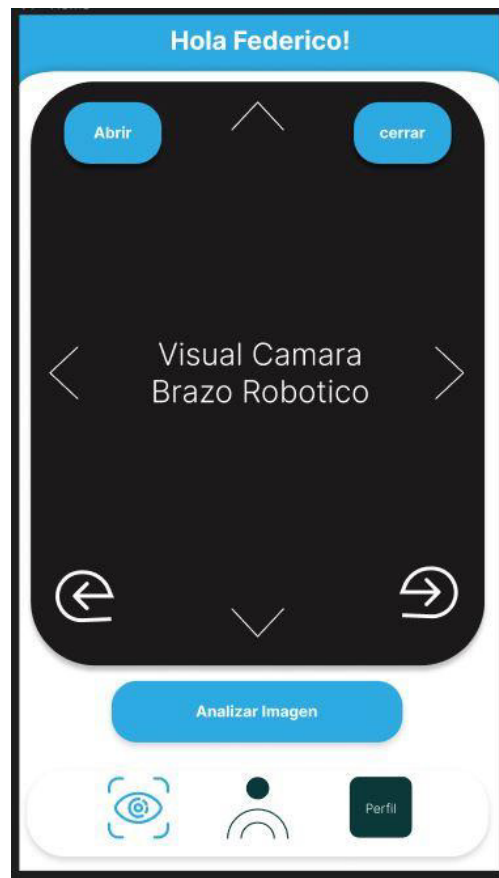 Hola Federico!
Abrir
cerrar
Visual Camara
Brazo Robotico
Analizar Imagen
Perfil